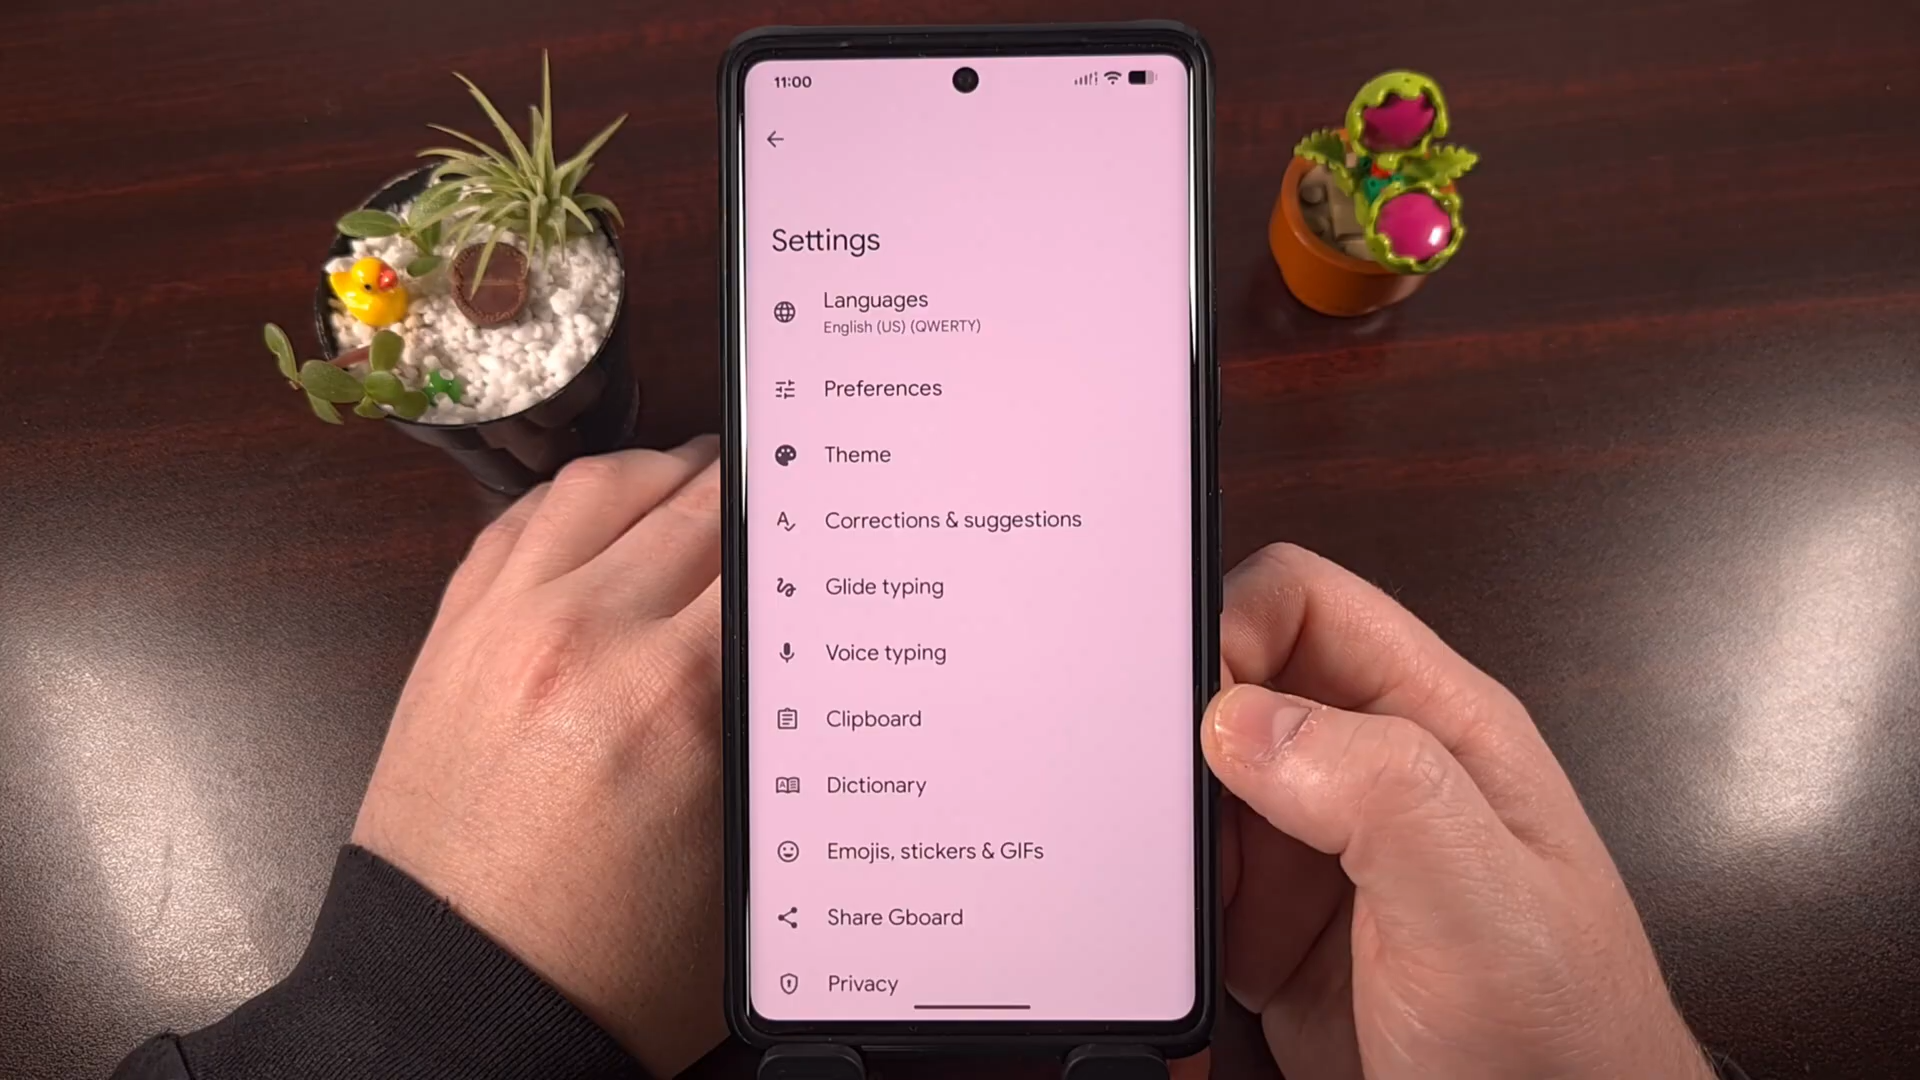 11:00
Settings
Languages
English (US) (QWERTY)
Preferences
Theme
Corrections & suggestions
Glide typing
Voice typing
Clipboard
Dictionary
Emojis, stickers & GIFs
Share Gboard
Privacy